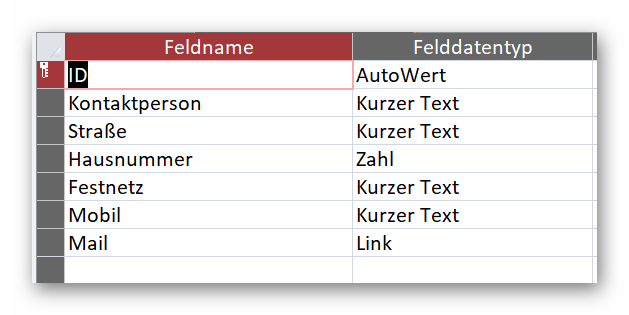 Feldname Felddatentyp
ID AutoWert
Kontaktperson Kurzer Text
Straße Kurzer Text
Hausnummer Zahl
Festnetz Kurzer Text
Mobil Kurzer Text
Mail Link